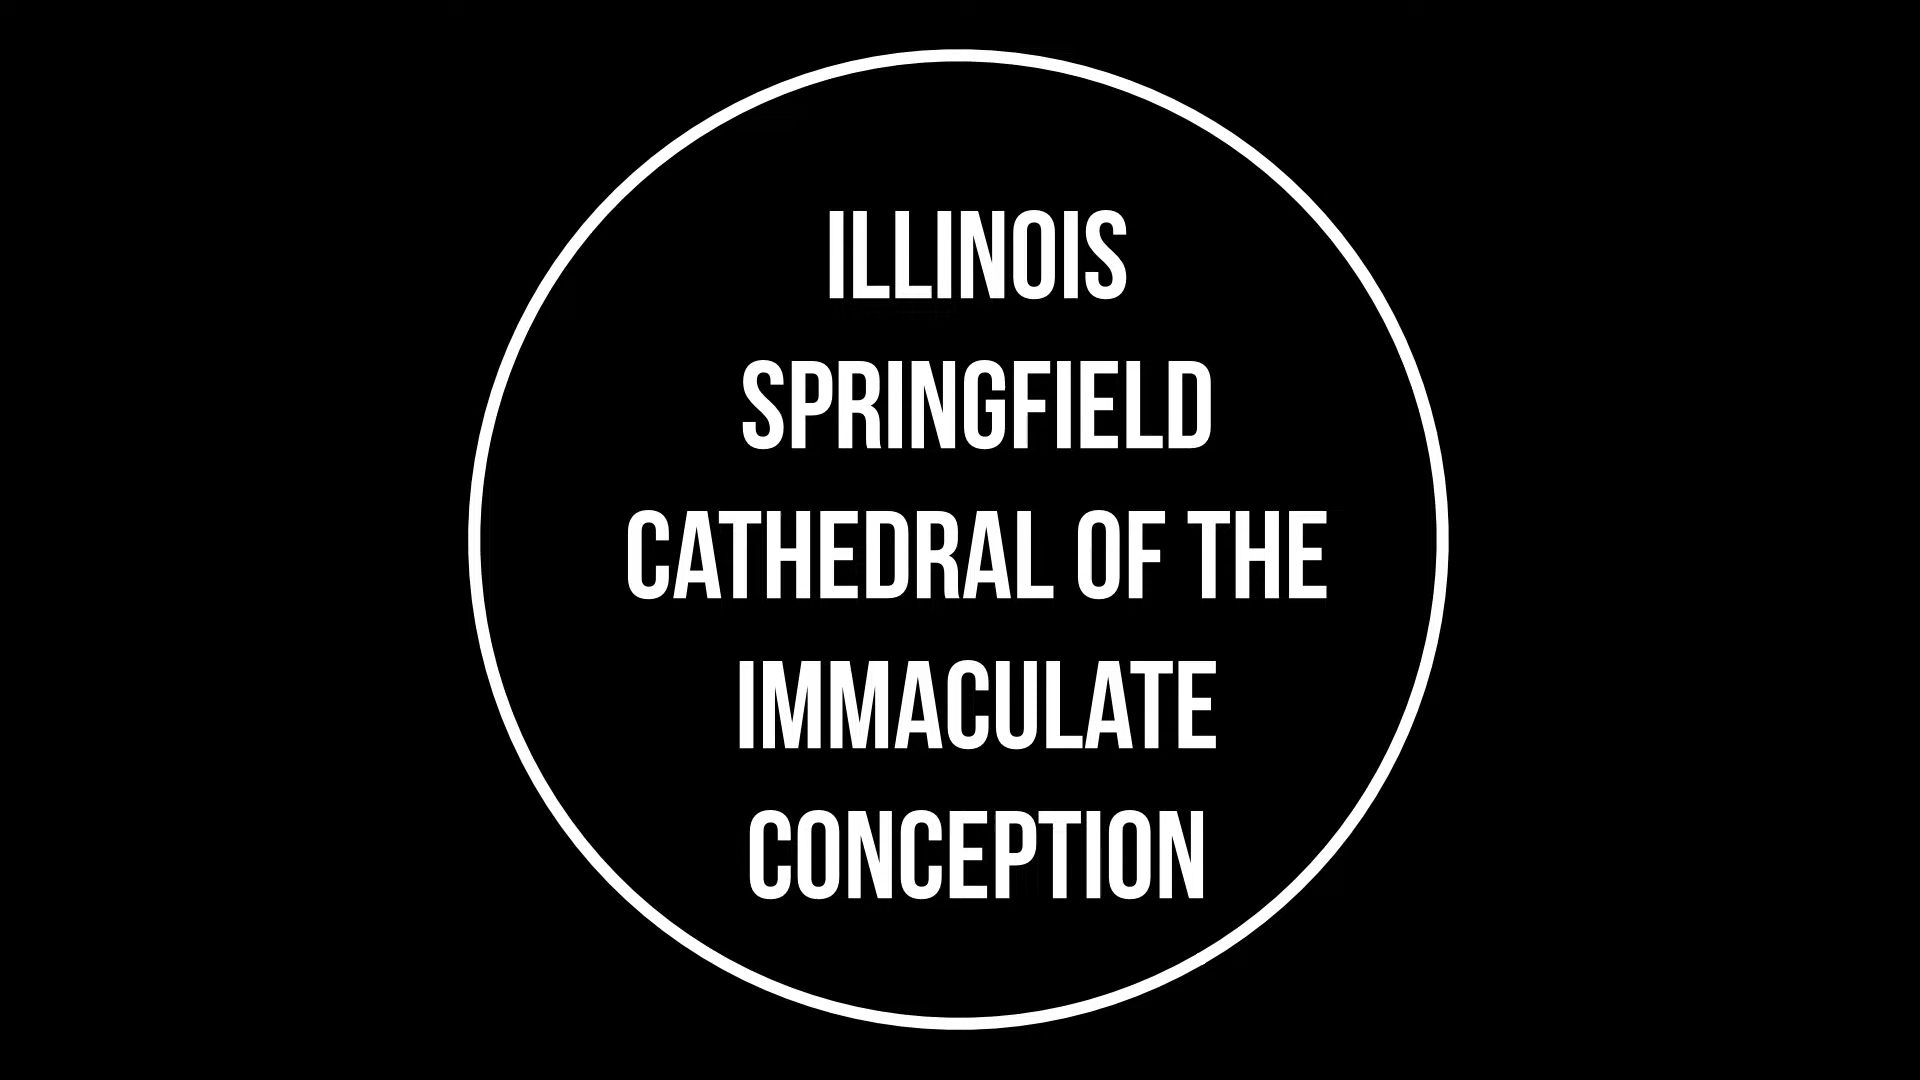 ILLINOIS
SPRINGFIELD
CATHEDRAL OF THE
IMMACULATE
CONCEPTION